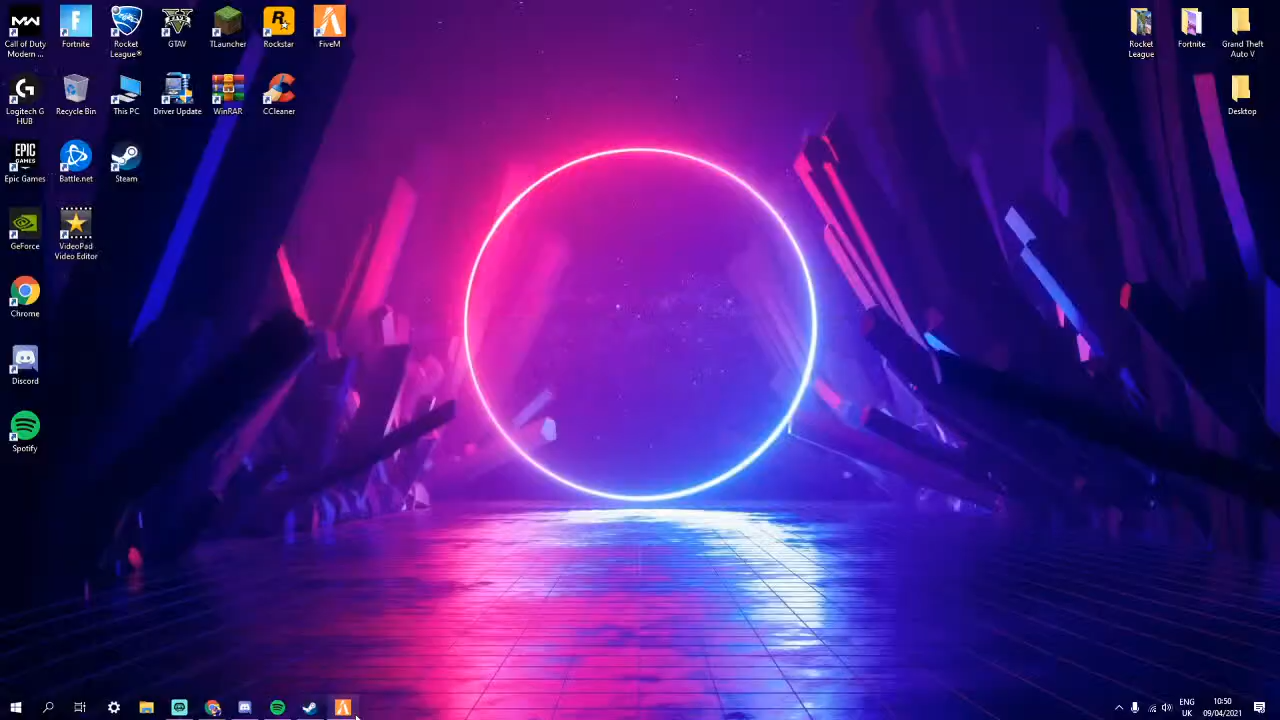 Call of Duty
Modern ...
Fortnite
Rocket
League®
GTAV
TLauncher
Rockstar
FiveM
Rocket
League
Fortnite
Grand Theft
Auto V
Logitech G
HUB
Recycle Bin
This PC
Driver Update
WinRAR
CCleaner
Desktop
EPIC
GAMES
Epic Games
Battle.net
Steam
GeForce
VideoPad
Video Editor
Chrome
Discord
Spotify
ENG
UK
10:50
09/04/2021